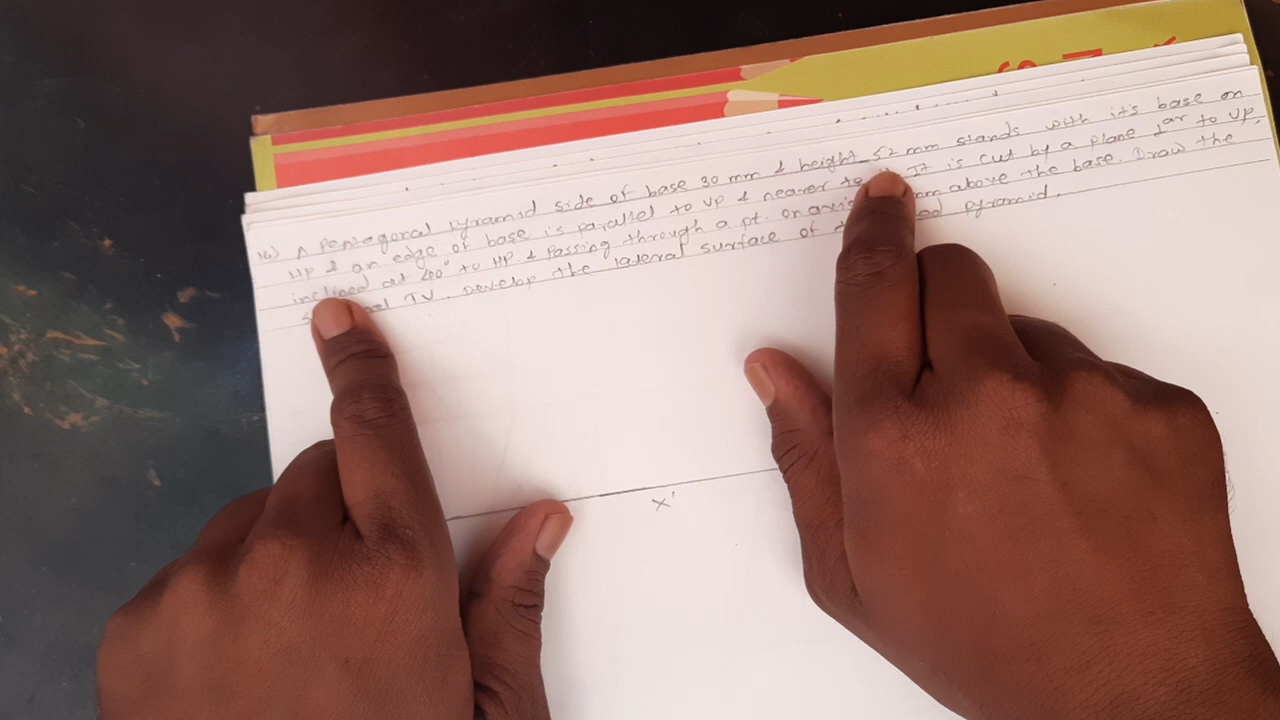 16) A Pentagonal Pyramid side of base 30 mm & height 52 mm stands with it's base on
HP & an edge of base is parallel to VP & nearer to It is cut by a plane ⊥ar to VP,
inclined at 40° to HP & Passing through a pt. on axis mm above the base. Draw the
TV. Develop the lateral surface of pyramid.
X'